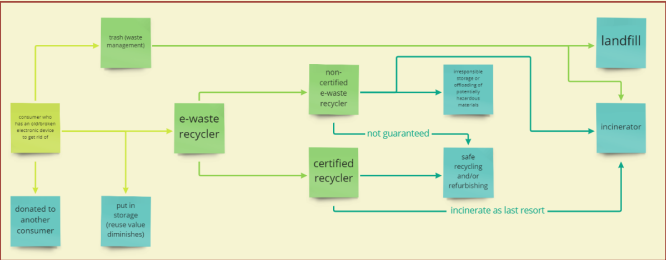 trash (waste
management)
landfill
non-
certified
e-waste
recycler
irresponsible
storage or
offloading of
potentially
hazardous
materials
consumer who
has an old/broken
electronic device
to get rid of
e-waste
recycler
incinerator
not guaranteed
certified
recycler
safe
recycling
and/or
refurbishing
donated to
another
consumer
put in
storage
(reuse value
diminishes)
incinerate as last resort